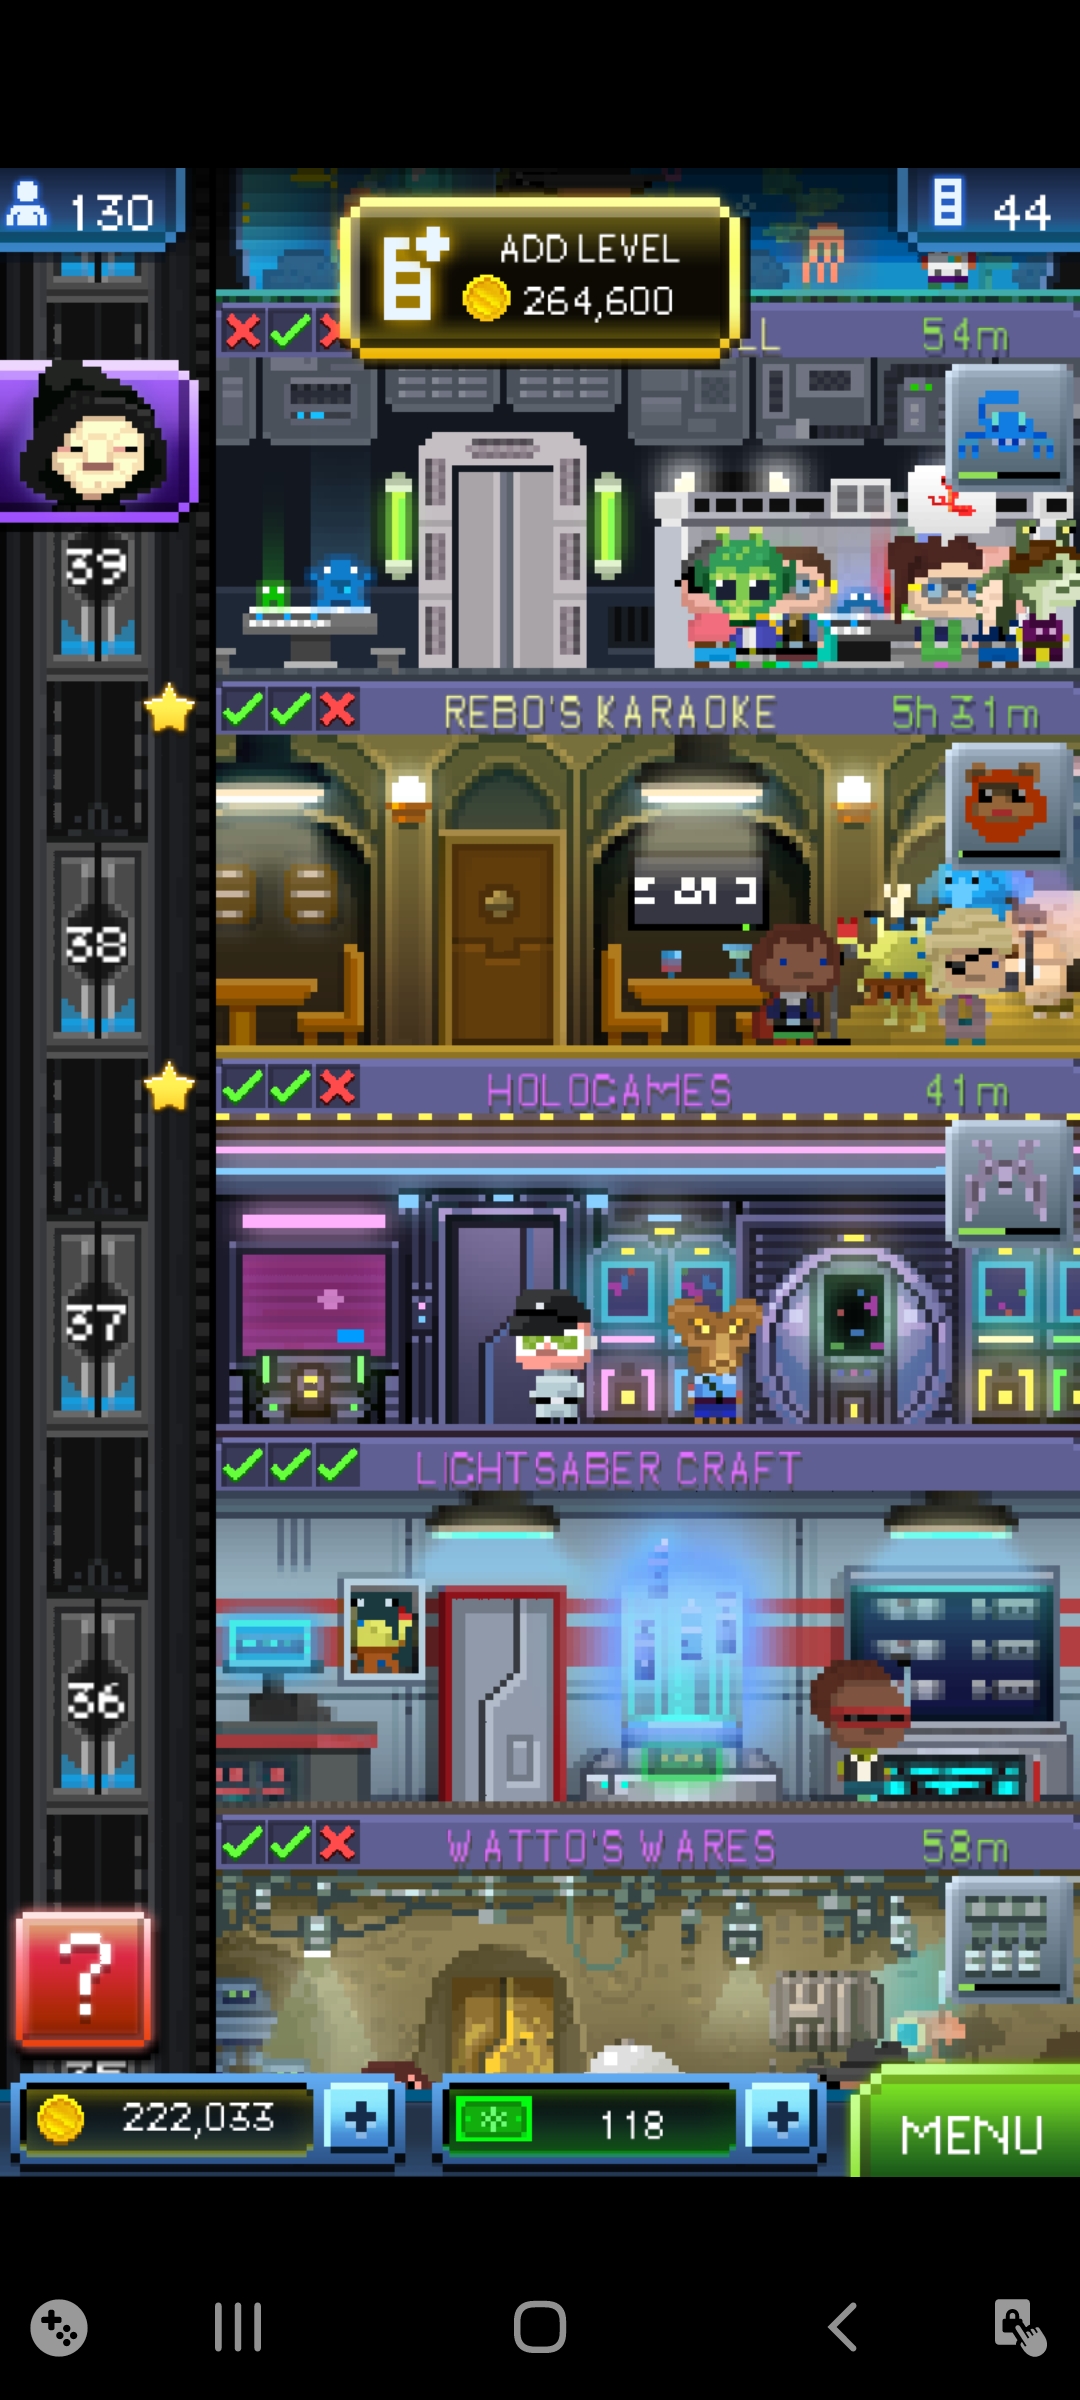 130
44
ADD LEVEL
264,600
LL
54m
39
REBO'S KARAOKE
5h 31m
38
HOLOGAMES
41m
37
LIGHTSABER CRAFT
36
WATTO'S WARES
58m
?
35
222,033
+
118
+
MENU